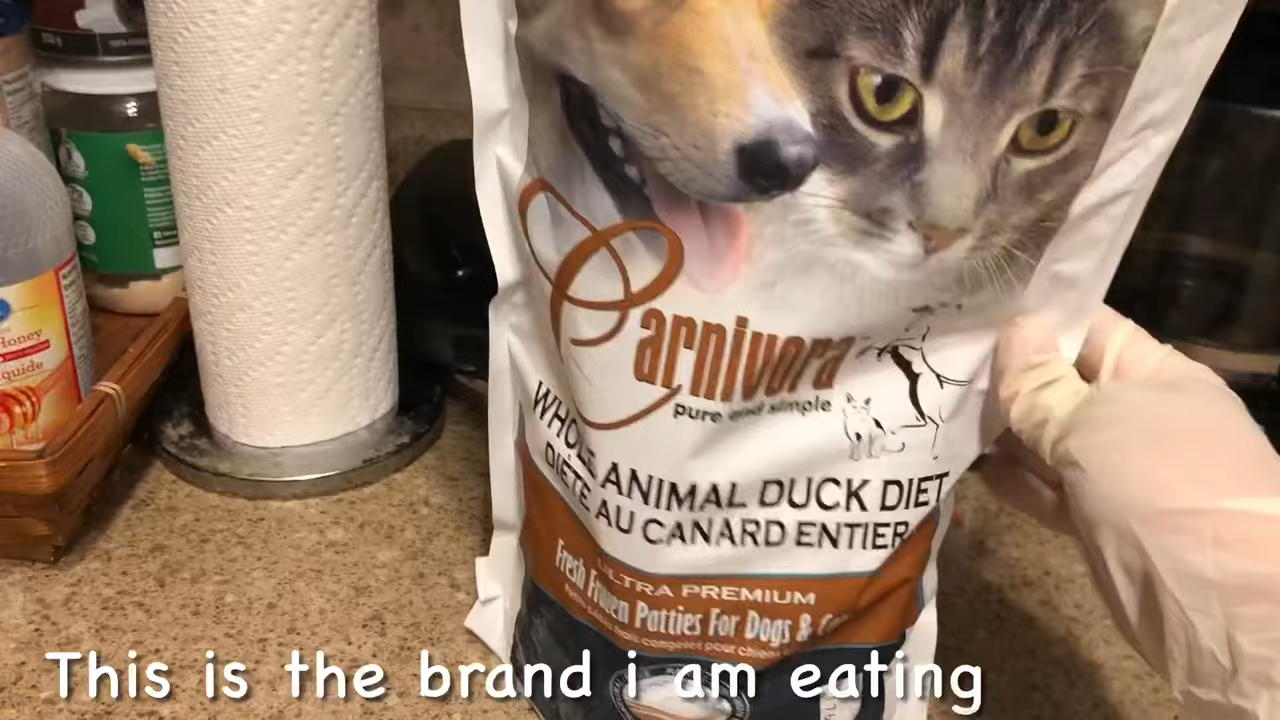 Honey
quide
Carnivora
pure and simple
WHOLE ANIMAL DUCK DIET
DIÈTE AU CANARD ENTIER
ULTRA PREMIUM
Fresh Frozen Patties For Dogs &
This is the brand i am eating